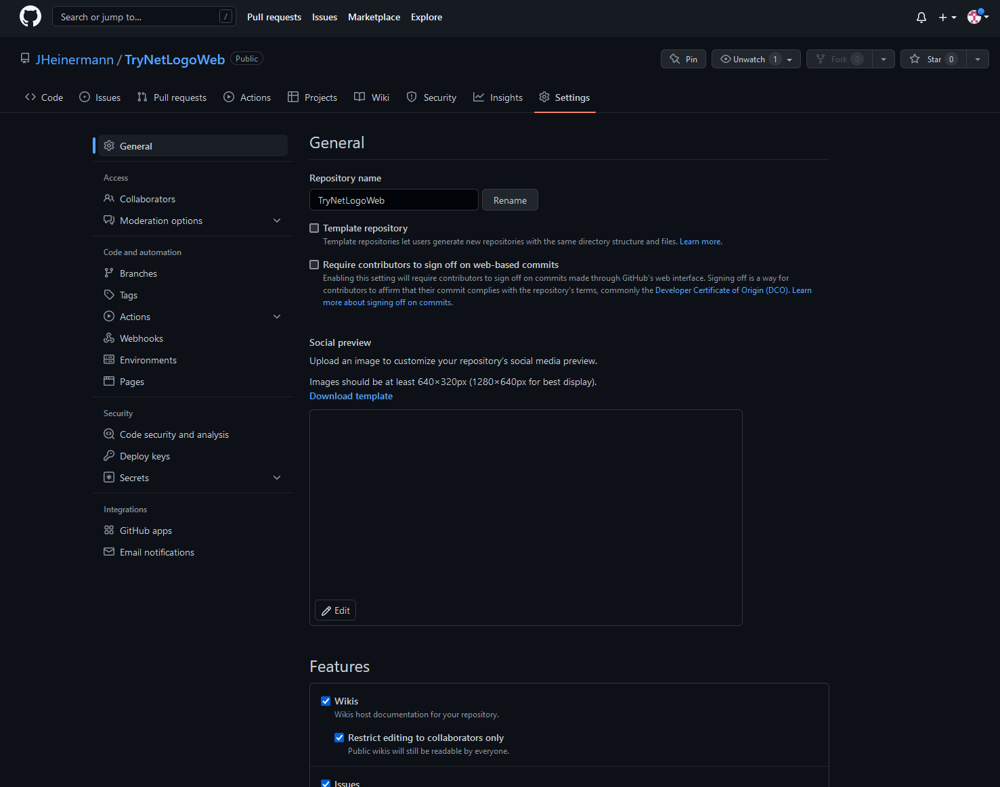 Search or jump to... /
Pull requests Issues Marketplace Explore
JHeinermann / TryNetLogoWeb Public
Pin Unwatch 1 Fork 0 Star 0
Code Issues Pull requests Actions Projects Wiki Security Insights Settings
General
Access
Collaborators
Moderation options
Code and automation
Branches
Tags
Actions
Webhooks
Environments
Pages
Security
Code security and analysis
Deploy keys
Secrets
Integrations
GitHub apps
Email notifications
General
Repository name
TryNetLogoWeb Rename
Template repository
Template repositories let users generate new repositories with the same directory structure and files. Learn more.
Require contributors to sign off on web-based commits
Enabling this setting will require contributors to sign off on commits made through GitHub's web interface. Signing off is a way for
contributors to affirm that their commit complies with the repository's terms, commonly the Developer Certificate of Origin (DCO). Learn
more about signing off on commits.
Social preview
Upload an image to customize your repository's social media preview.
Images should be at least 640×320px (1280×640px for best display).
Download template
Edit
Features
Wikis
Wikis host documentation for your repository.
Restrict editing to collaborators only
Public wikis will still be readable by everyone.
Issues